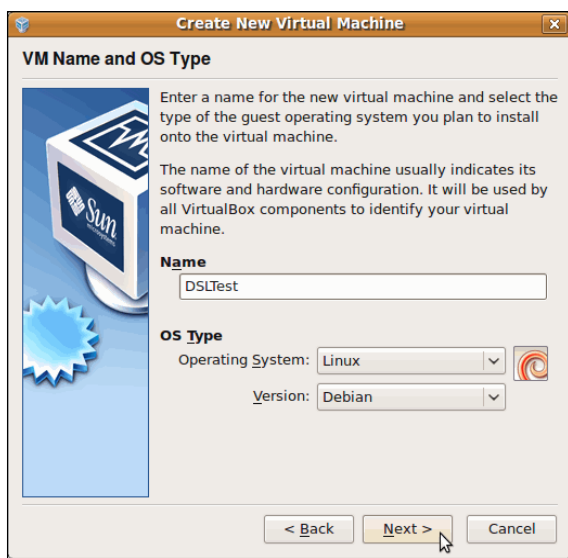 Create New Virtual Machine
VM Name and OS Type
Enter a name for the new virtual machine and select the
type of the guest operating system you plan to install
onto the virtual machine.
The name of the virtual machine usually indicates its
software and hardware configuration. It will be used by
all VirtualBox components to identify your virtual
machine.
Sun
microsystems
Name
DSLTest
OS Type
Operating System: Linux
Version: Debian
< Back Next > Cancel